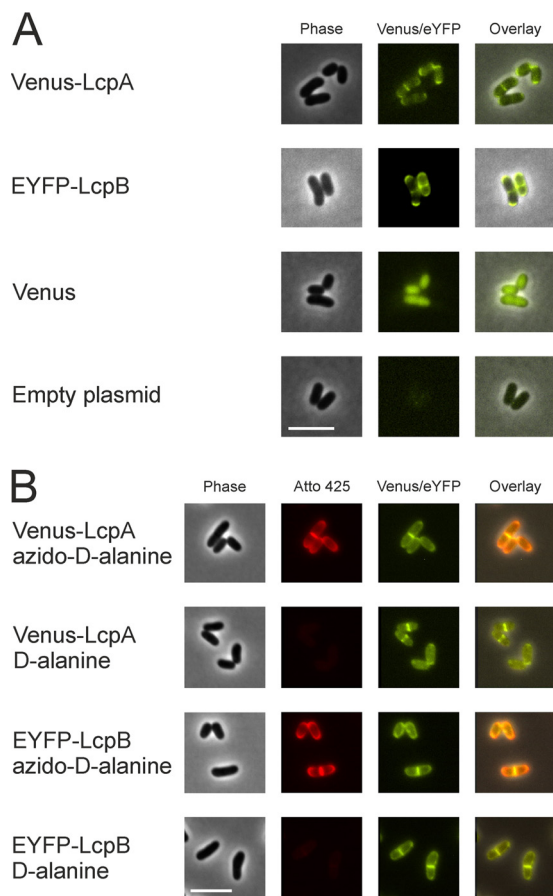 A
Phase Venus/eYFP Overlay
Venus-LcpA
EYFP-LcpB
Venus
Empty plasmid
B
Phase Atto 425 Venus/eYFP Overlay
Venus-LcpA
azido-D-alanine
Venus-LcpA
D-alanine
EYFP-LcpB
azido-D-alanine
EYFP-LcpB
D-alanine